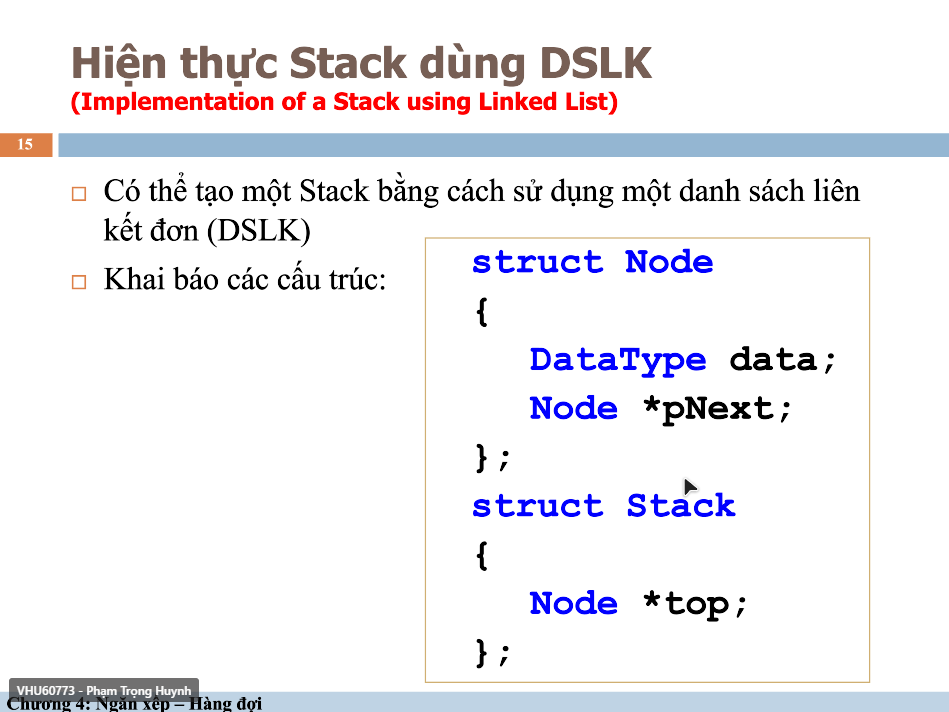 Hiện thực Stack dùng DSLK
(Implementation of a Stack using Linked List)
15
Có thể tạo một Stack bằng cách sử dụng một danh sách liên
kết đơn (DSLK)
Khai báo các cấu trúc:
struct Node
{
DataType data;
Node *pNext;
};
struct Stack
{
Node *top;
};
VHU60773 - Phạm Trọng Huynh
Chương 4: Ngăn xếp – Hàng đợi